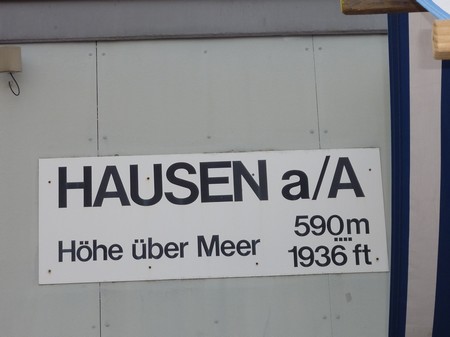 HAUSEN a/A
Höhe über Meer 590m
1936 ft